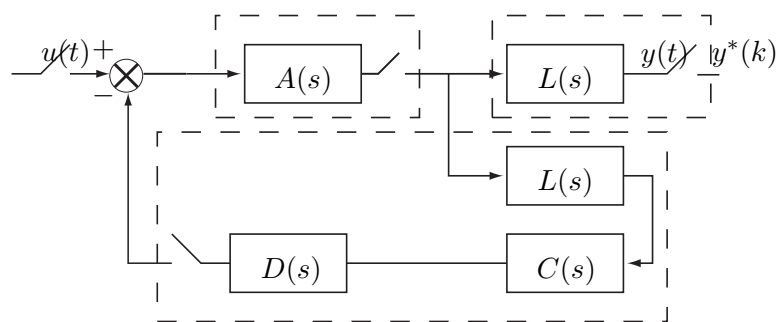 u(t) +
−
A(s)
L(s)
y(t)
y*(k)
L(s)
D(s)
C(s)